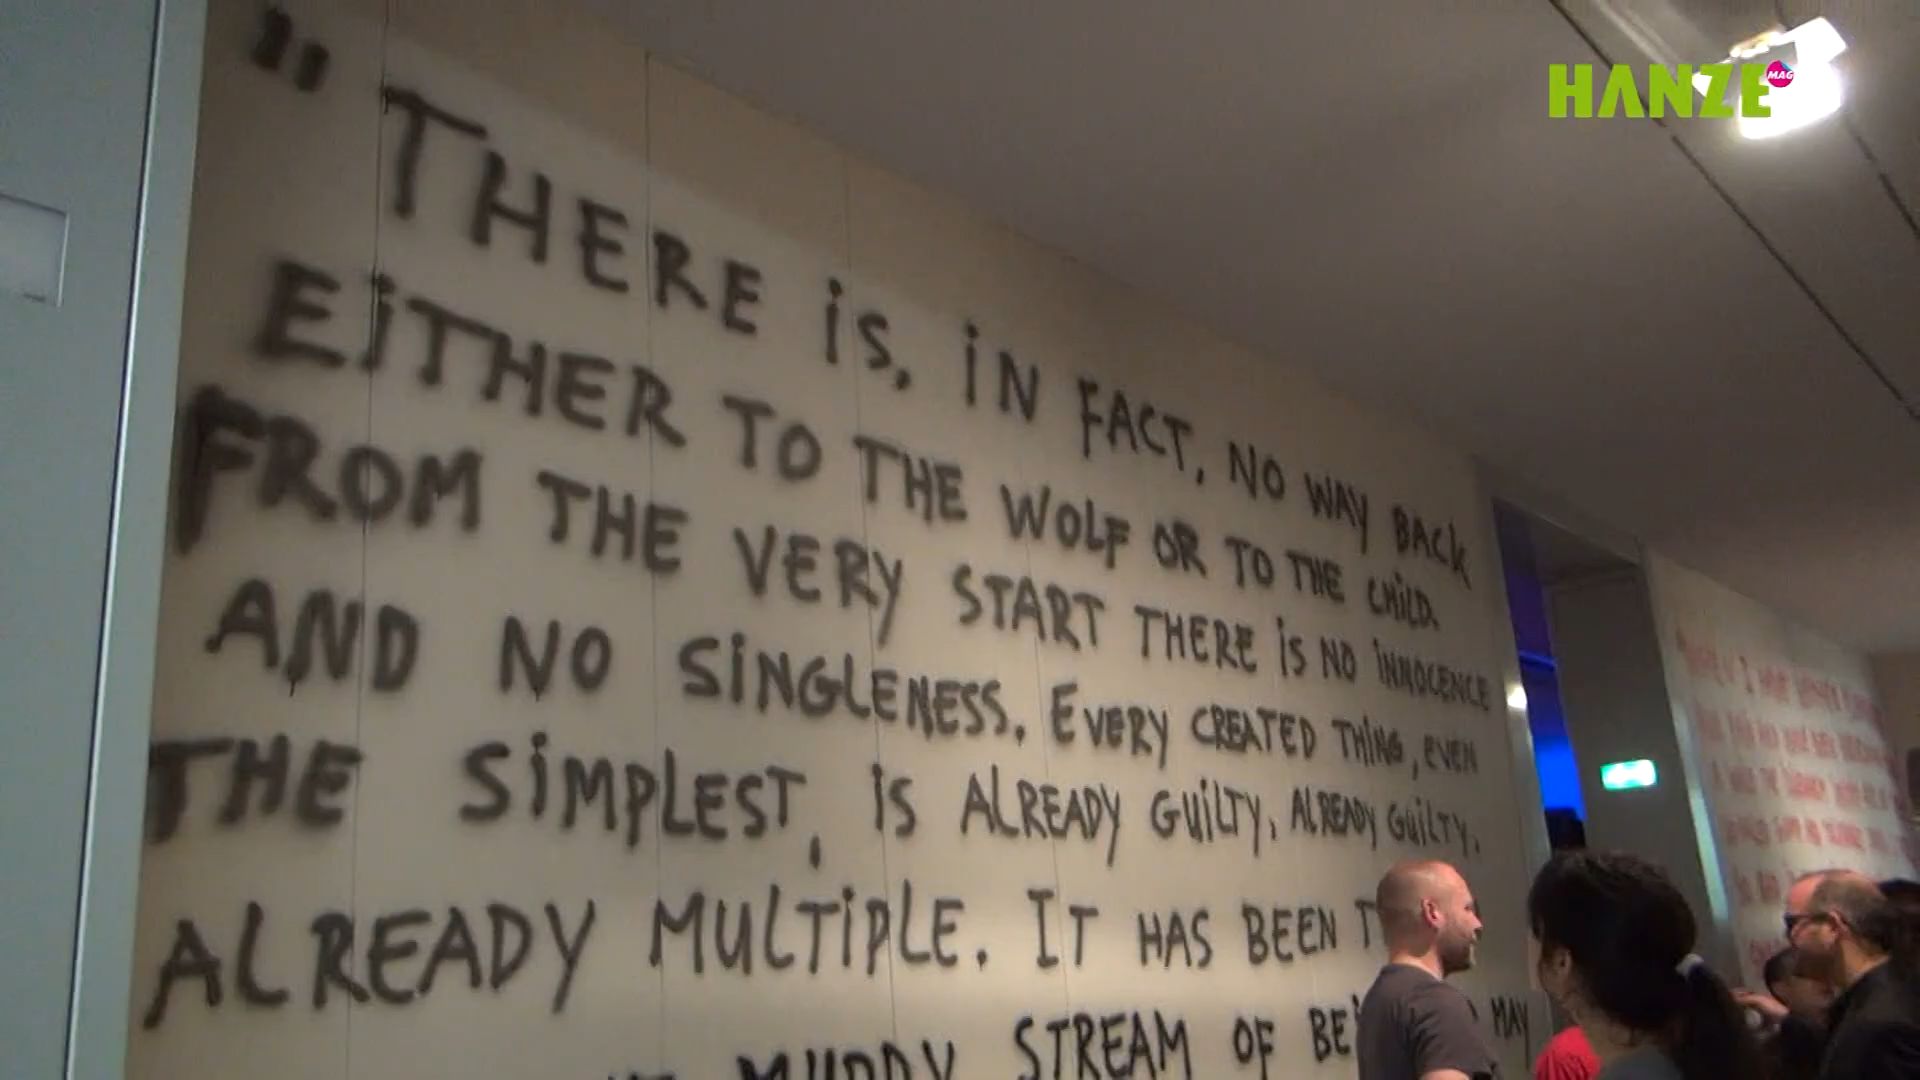 HANZE MAG
"THERE iS, iN FACT, NO WAY BACK
EiTHER TO THE WOLF OR TO THE CHiLD.
FROM THE VERY START THERE iS NO iNNOCENCE
AND NO SiNGLENESS. EVERY CREATED THiNG, EVEN
THE SiMPLEST, iS ALREADY GUiLTY, ALREADY GUiLTY,
ALREADY MULTiPLE. IT HAS BEEN
MUDDY STREAM OF MAY